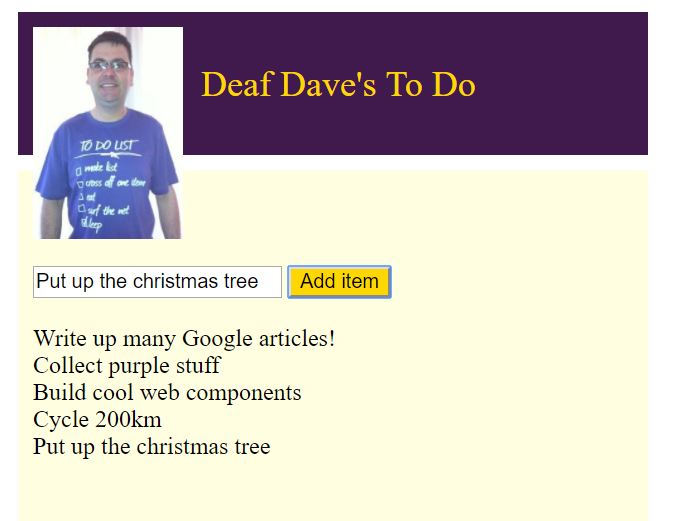 Deaf Dave's To Do
TO DO LIST
make list
cross off one item
eat
surf the net
sleep
Put up the christmas tree Add item
Write up many Google articles!
Collect purple stuff
Build cool web components
Cycle 200km
Put up the christmas tree